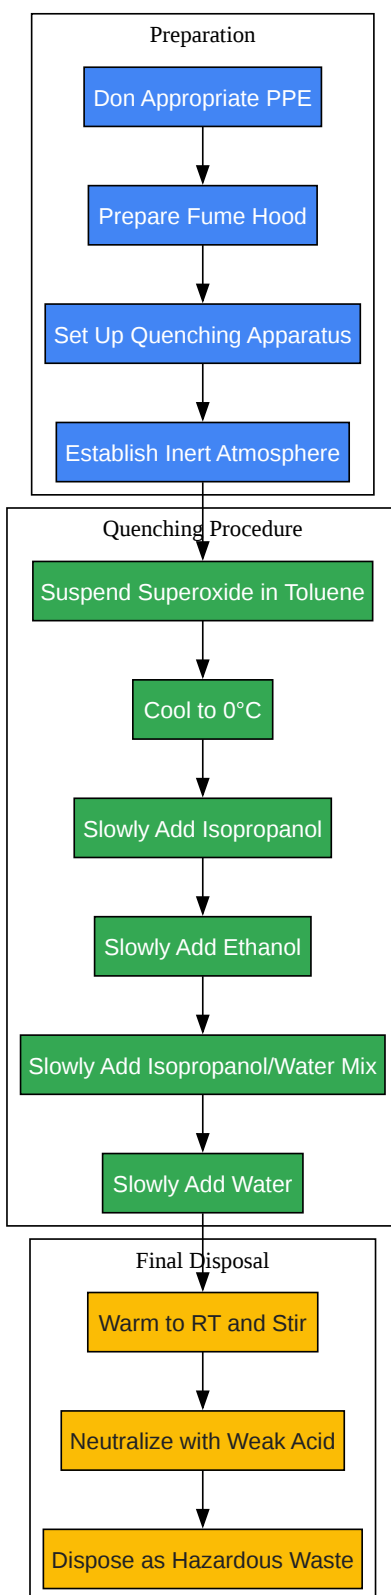 Preparation
Don Appropriate PPE
Prepare Fume Hood
Set Up Quenching Apparatus
Establish Inert Atmosphere
Quenching Procedure
Suspend Superoxide in Toluene
Cool to 0°C
Slowly Add Isopropanol
Slowly Add Ethanol
Slowly Add Isopropanol/Water Mix
Slowly Add Water
Final Disposal
Warm to RT and Stir
Neutralize with Weak Acid
Dispose as Hazardous Waste